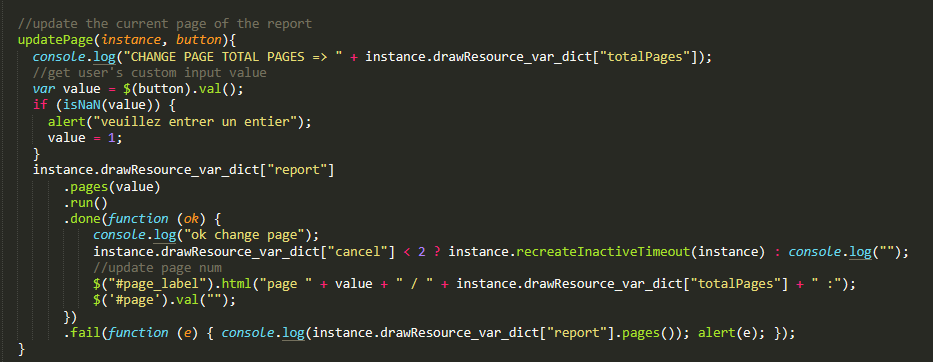 //update the current page of the report
updatePage(instance, button){
console.log("CHANGE PAGE TOTAL PAGES => " + instance.drawResource_var_dict["totalPages"]);
//get user's custom input value
var value = $(button).val();
if (isNaN(value)) {
alert("veuillez entrer un entier");
value = 1;
}
instance.drawResource_var_dict["report"]
.pages(value)
.run()
.done(function (ok) {
console.log("ok change page");
instance.drawResource_var_dict["cancel"] < 2 ? instance.recreateInactiveTimeout(instance) : console.log("");
//update page num
$("#page_label").html("page " + value + " / " + instance.drawResource_var_dict["totalPages"] + " :");
$('#page').val("");
})
.fail(function (e) { console.log(instance.drawResource_var_dict["report"].pages()); alert(e); });
}